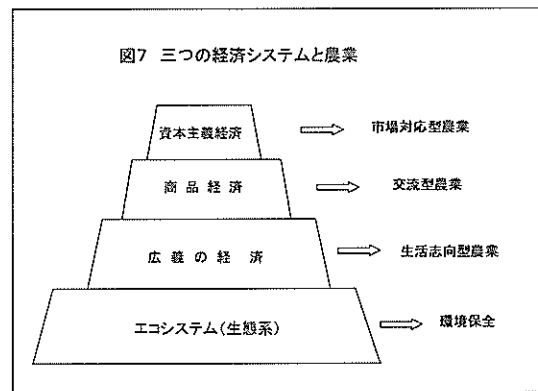 図7 三つの経済システムと農業
資本主義経済 市場対応型農業
商品経済 交流型農業
広義の経済 生活志向型農業
エコシステム(生態系) 環境保全